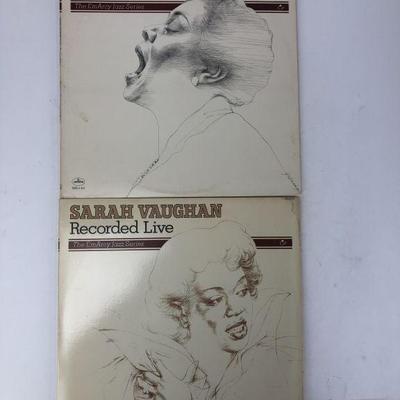 The EmArcy Jazz Series
SARAH VAUGHAN
Recorded Live
The EmArcy Jazz Series